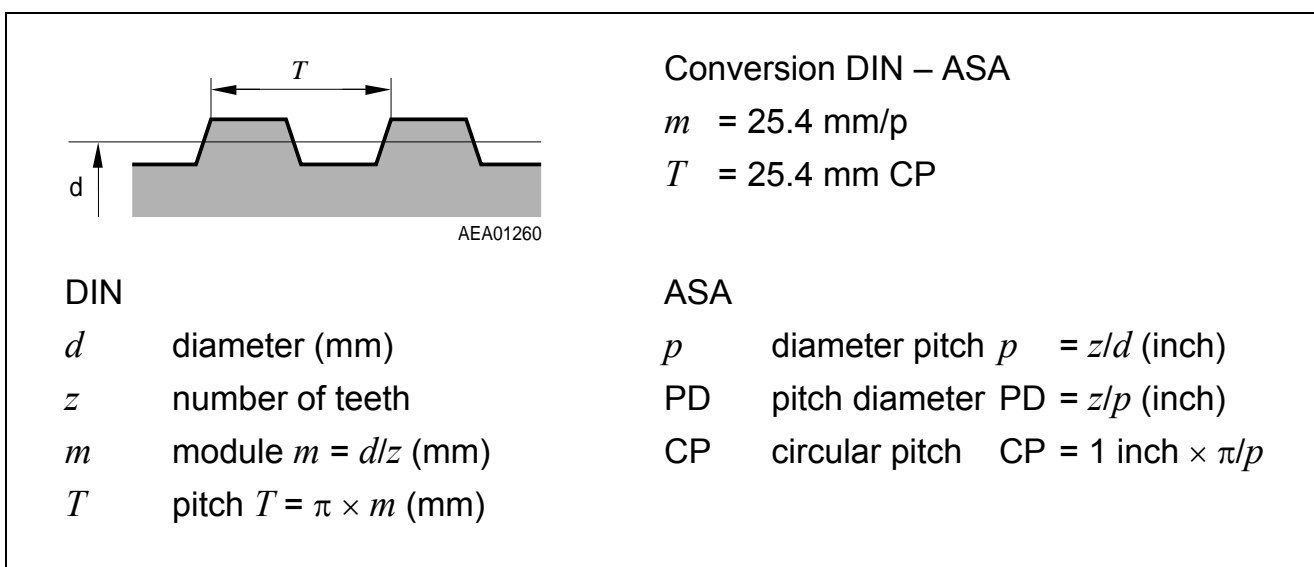 T
d
AEA01260
Conversion DIN – ASA
m = 25.4 mm/p
T = 25.4 mm CP
DIN
d diameter (mm)
z number of teeth
m module m = d/z (mm)
T pitch T = π × m (mm)
ASA
p diameter pitch p = z/d (inch)
PD pitch diameter PD = z/p (inch)
CP circular pitch CP = 1 inch × π/p